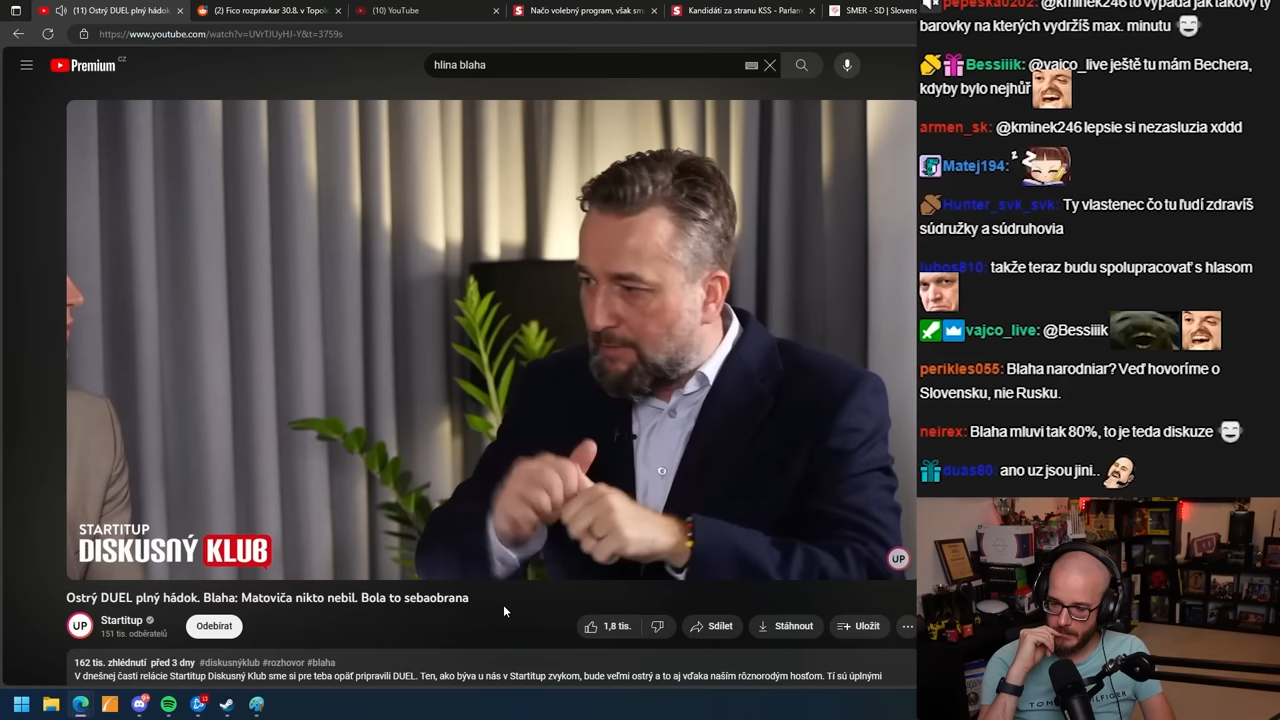 (11) Ostrý DUEL plný hádok
(2) Fico rozpravkar 30.8. v Topoľ
(10) YouTube
Načo volebný program, však sm
Kandidáti za stranu KSS - Parlam
SMER - SD | Slovens
https://www.youtube.com/watch?v=UVrTJUyHJ-Y&t=3759s
Premium CZ
hlina blaha
STARTITUP
DISKUSNÝ KLUB
UP
Ostrý DUEL plný hádok. Blaha: Matoviča nikto nebil. Bola to sebaobrana
UP
Startitup
151 tis. odběratelů
Odebírat
1,8 tis.
Sdílet
Stáhnout
Uložit
162 tis. zhlédnutí před 3 dny #diskusnýklub #rozhovor #blaha
V dnešnej časti relácie Startitup Diskusný Klub sme si pre teba opäť pripravili DUEL. Ten, ako býva u nás v Startitup zvykom, bude veľmi ostrý a to aj vďaka našim rôznorodým hosťom. Tí sú úplnými
pepeska0202: @kminek246 to vypadá jak takový ty
barovky na kterých vydržíš max. minutu
Bessiiik: @vajco_live ještě tu mám Bechera,
kdyby bylo nejhůř
armen_sk: @kminek246 lepsie si nezasluzia xddd
Matej194:
Hunter_svk_svk: Ty vlastenec čo tu ľudí zdravíš
súdružky a súdruhovia
lubos810: takže teraz budu spolupracovať s hlasom
vajco_live: @Bessiiik
perikles055: Blaha narodniar? Veď hovoríme o
Slovensku, nie Rusku.
neirex: Blaha mluvi tak 80%, to je teda diskuze
duas80: ano uz jsou jini..